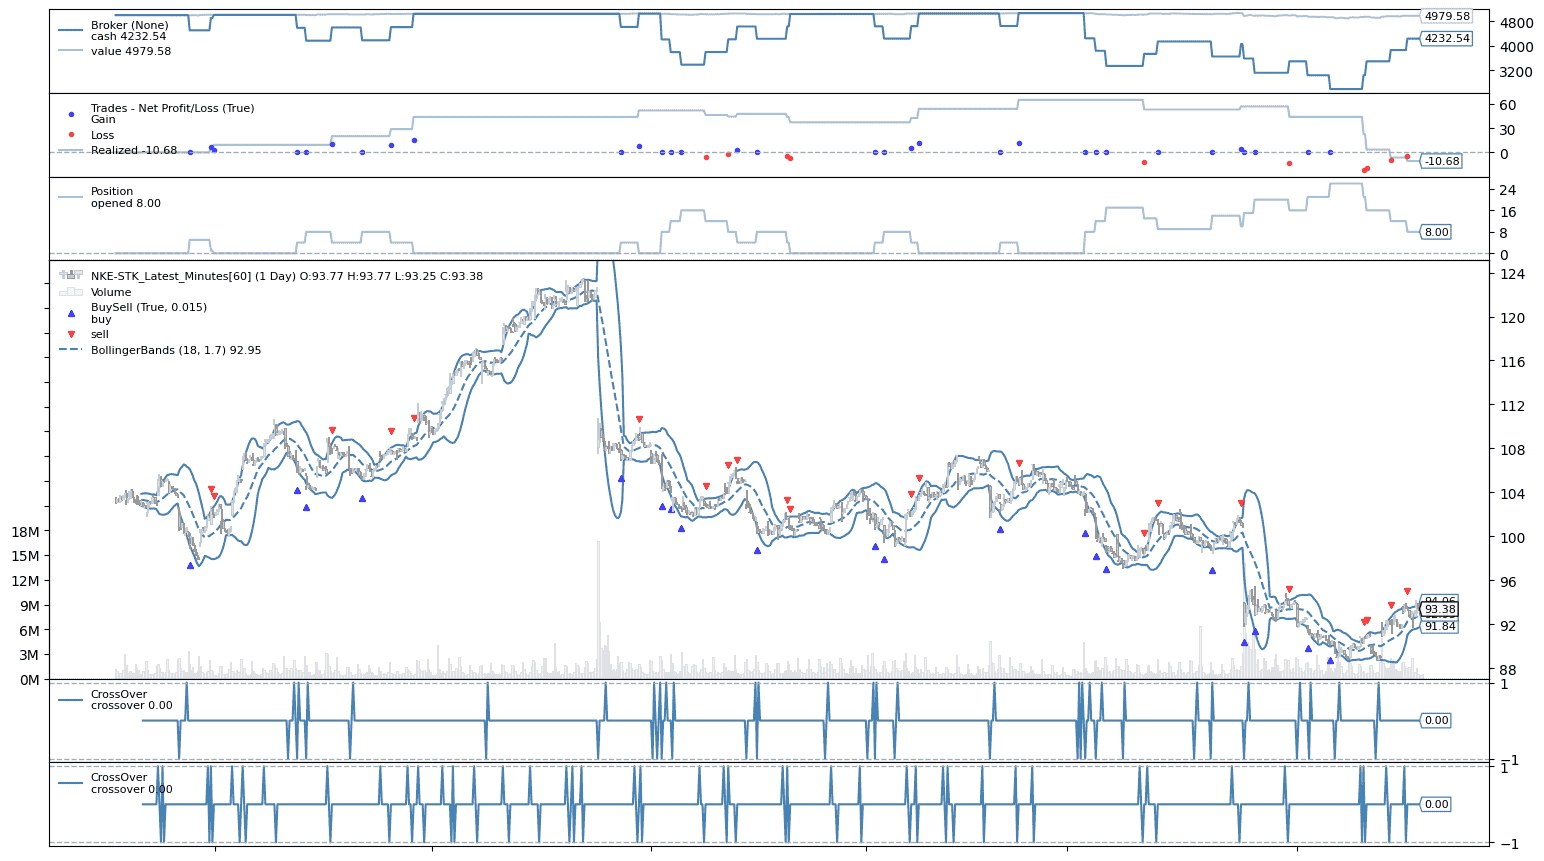 Broker (None)
cash 4232.54
value 4979.58
4979.58
4800
4232.54
4000
3200
Trades - Net Profit/Loss (True)
Gain
Loss
Realized -10.68
60
30
0
-10.68
Position
opened 8.00
24
16
8.00
8
0
NKE-STK_Latest_Minutes[60] (1 Day) O:93.77 H:93.77 L:93.25 C:93.38
Volume
BuySell (True, 0.015)
buy
sell
BollingerBands (18, 1.7) 92.95
124
120
116
112
108
104
100
96
94.06
93.38
92
91.84
88
18M
15M
12M
9M
6M
3M
0M
CrossOver
crossover 0.00
1
0.00
−1
CrossOver
crossover 0.00
1
0.00
−1